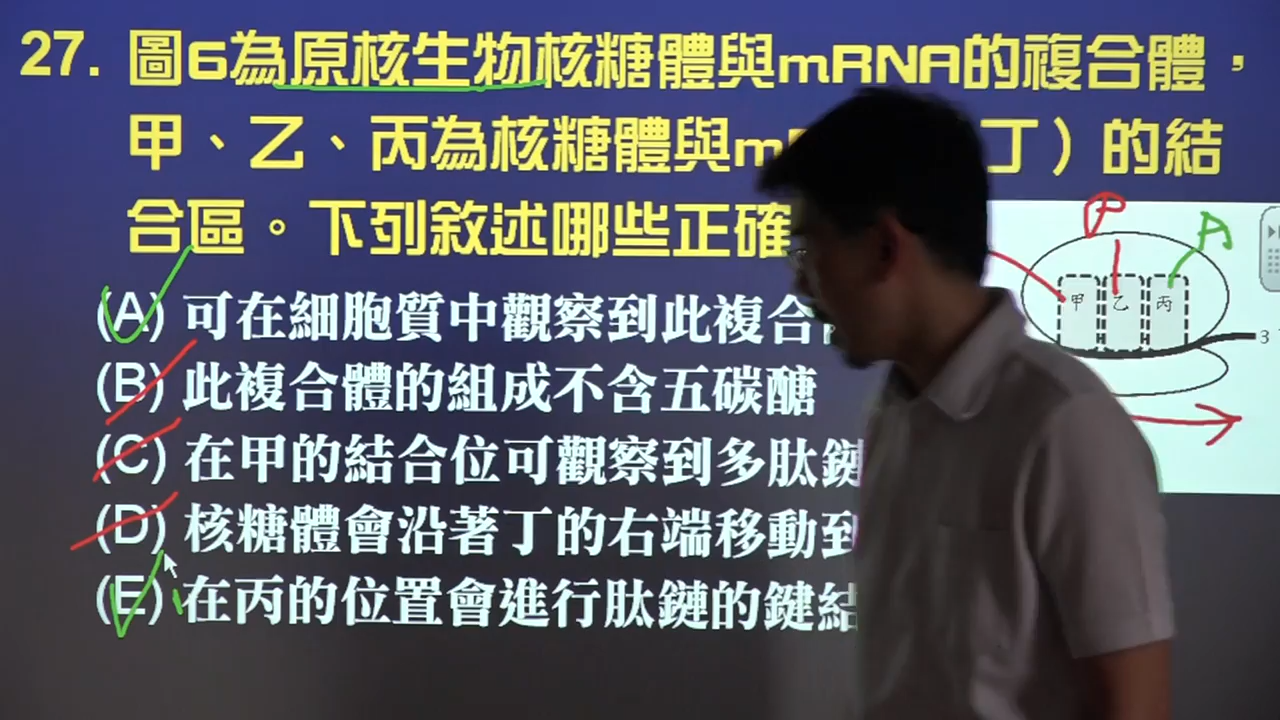 27. 圖6為原核生物核糖體與mRNA的複合體，
甲、乙、丙為核糖體與m 丁）的結
合區。下列敘述哪些正確
(A) 可在細胞質中觀察到此複合
(B) 此複合體的組成不含五碳醣
(C) 在甲的結合位可觀察到多肽鏈
(D) 核糖體會沿著丁的右端移動到
(E) 在丙的位置會進行肽鏈的鍵結
P
A
甲 乙 丙
3